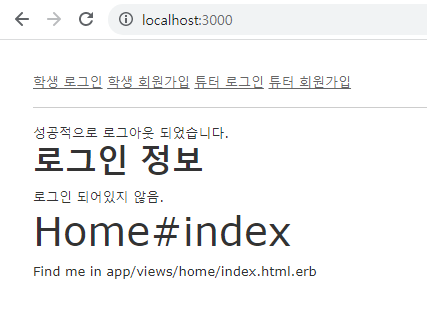 localhost:3000
학생 로그인 학생 회원가입 튜터 로그인 튜터 회원가입
성공적으로 로그아웃 되었습니다.
로그인 정보
로그인 되어있지 않음.
Home#index
Find me in app/views/home/index.html.erb